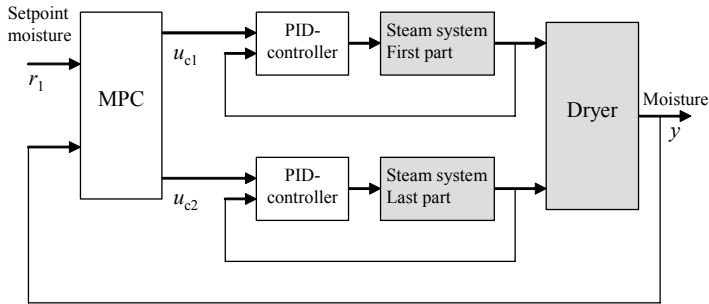 Setpoint
moisture
r1
MPC
uc1
PID-
controller
Steam system
First part
uc2
PID-
controller
Steam system
Last part
Dryer
Moisture
y